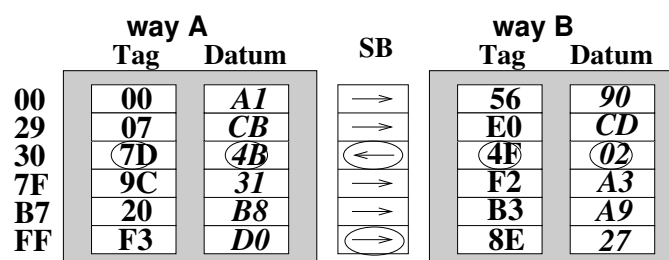 way A way B
Tag Datum SB Tag Datum
00 00 A1 → 56 90
29 07 CB → E0 CD
30 7D 4B ← 4F 02
7F 9C 31 → F2 A3
B7 20 B8 → B3 A9
FF F3 D0 → 8E 27